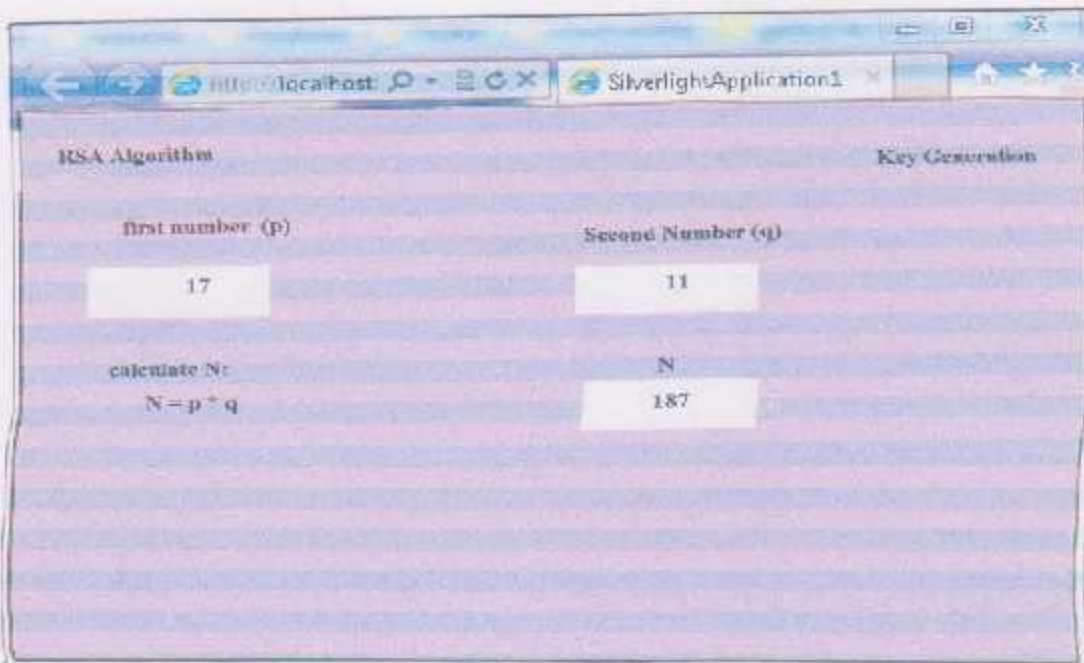 http://localhost SilverlightApplication1
RSA Algorithm Key Generation
first number (p) Second Number (q)
17 11
calculate N: N
N = p * q 187